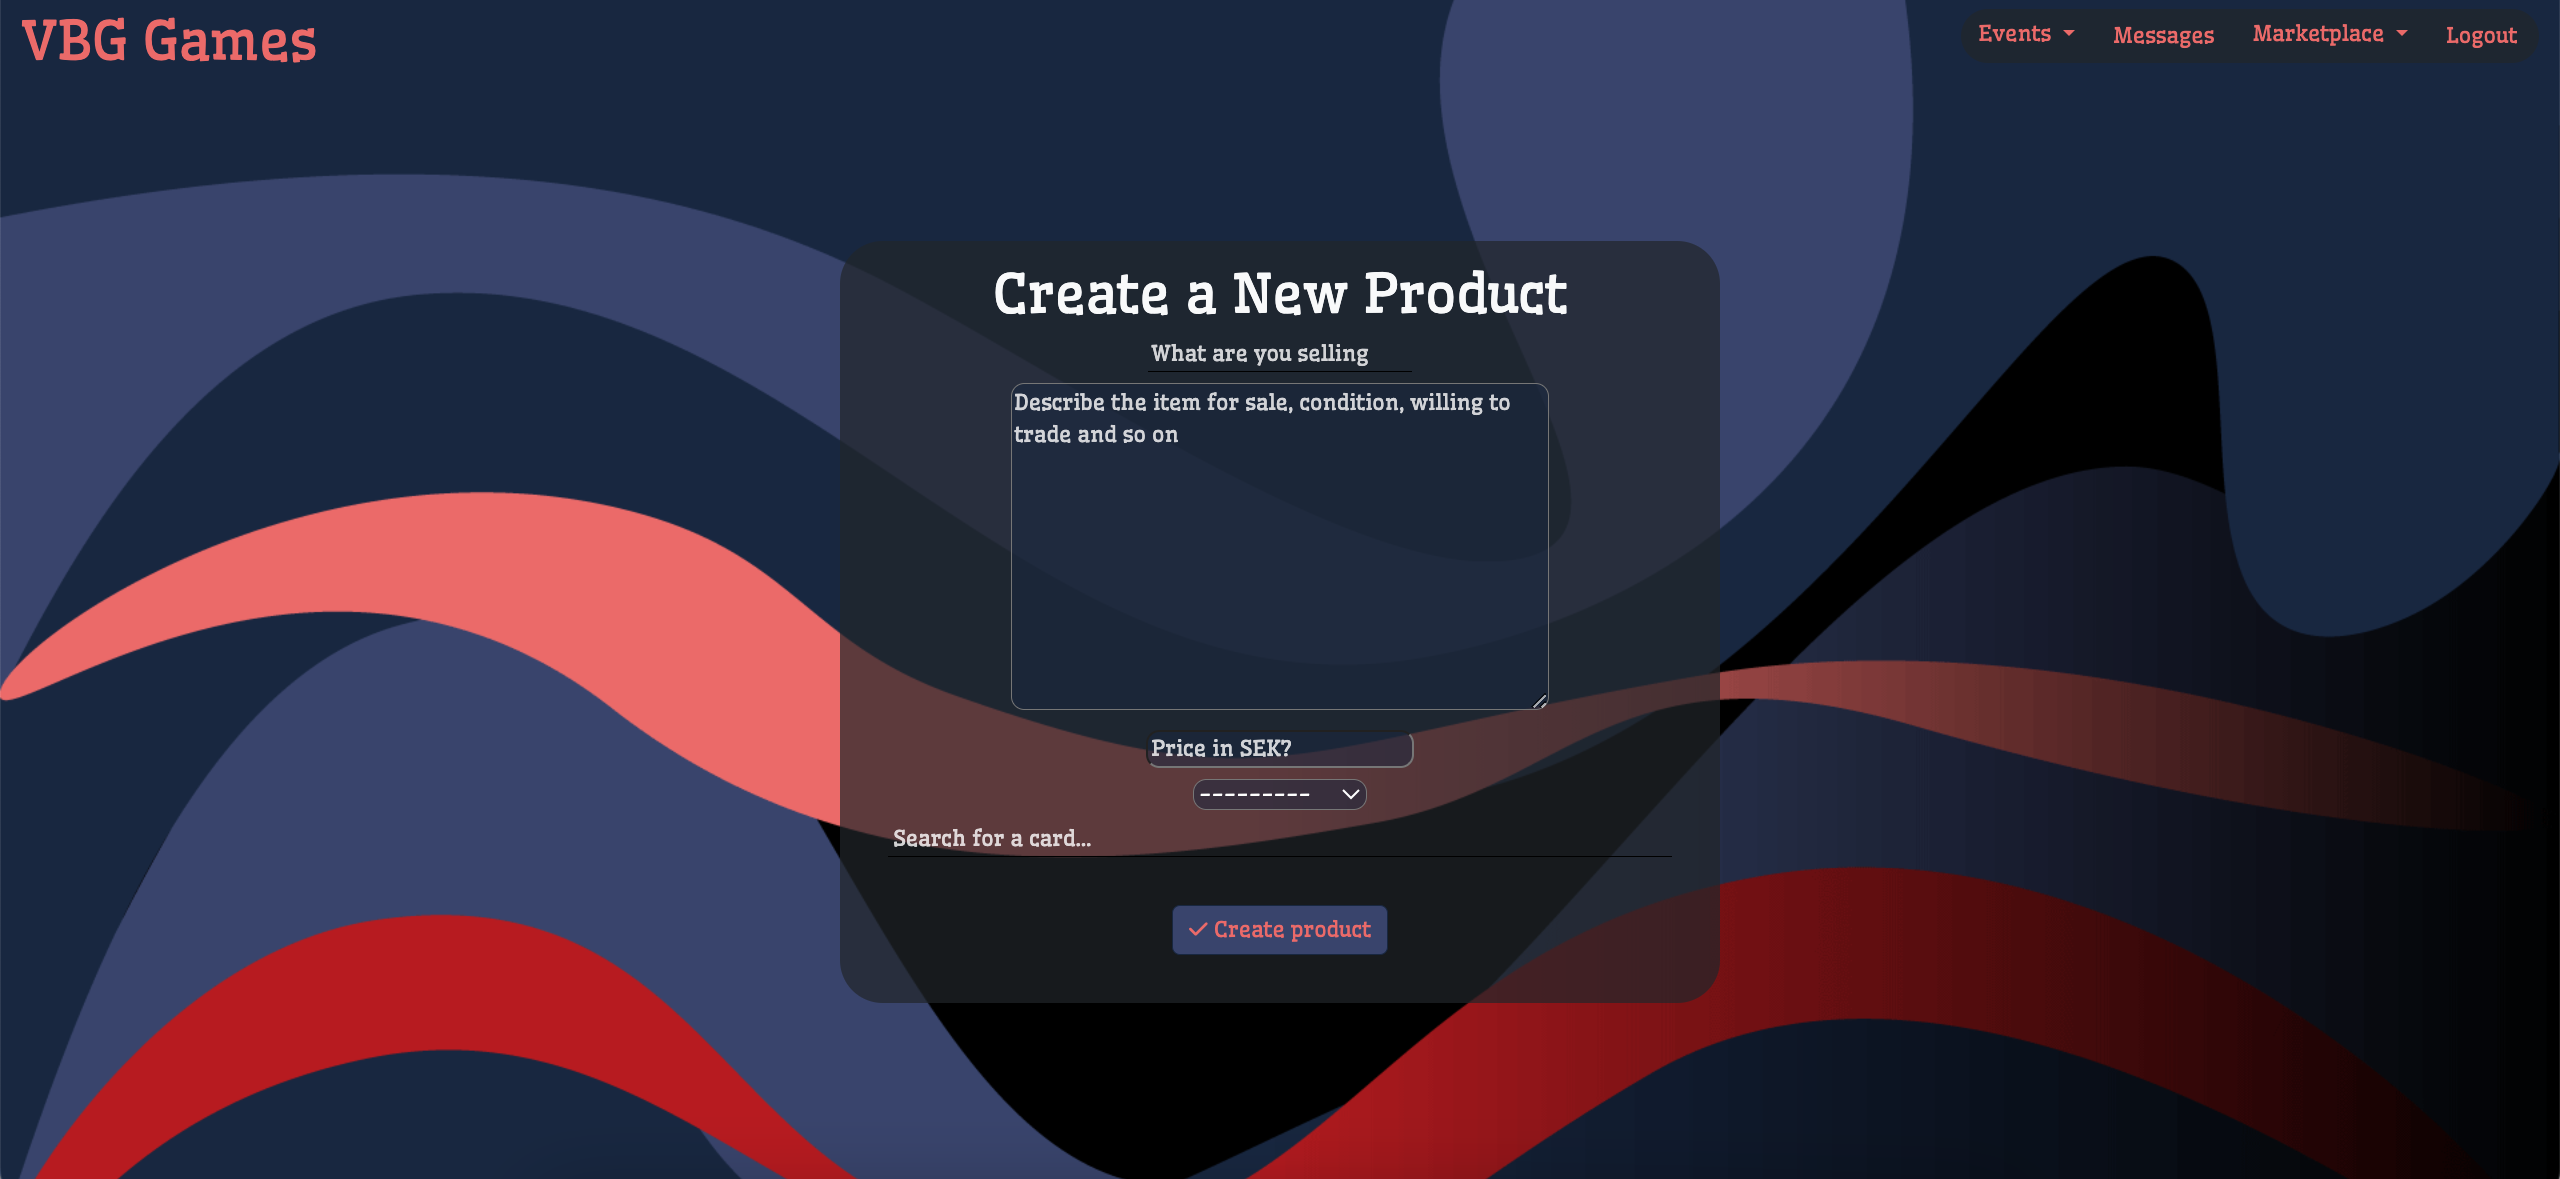 VBG Games
Events
Messages
Marketplace
Logout
Create a New Product
What are you selling
Describe the item for sale, condition, willing to
trade and so on
Price in SEK?
---------
Search for a card...
Create product